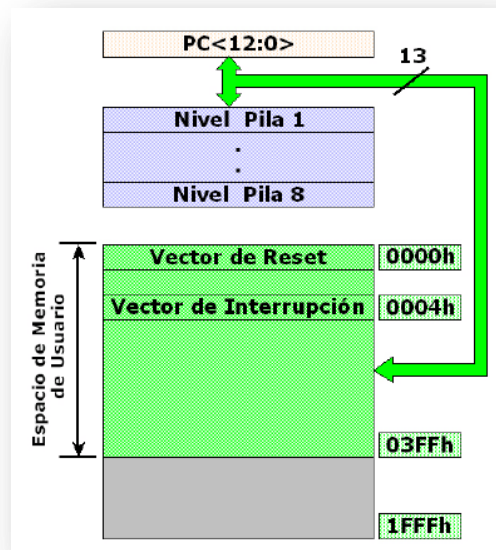 PC<12:0>
13
Nivel Pila 1
.
.
Nivel Pila 8
Vector de Reset
0000h
Vector de Interrupción
0004h
Espacio de Memoria
de Usuario
03FFh
1FFFh